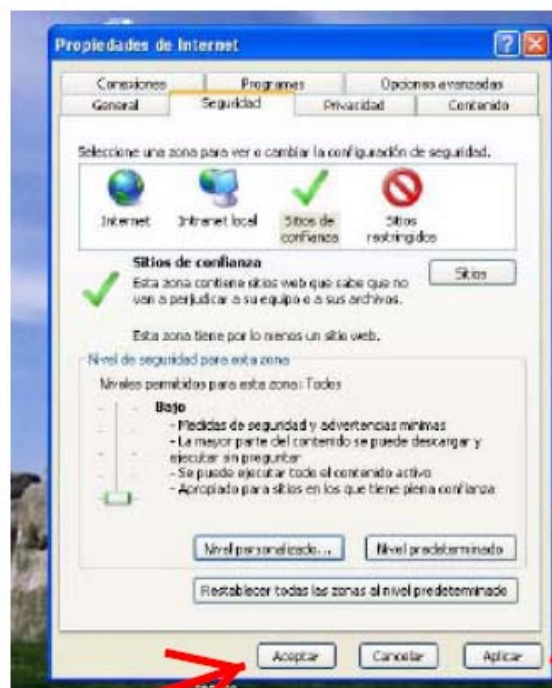 Propiedades de Internet
Conexiones Programas Opciones avanzadas
General Seguridad Privacidad Contenido
Seleccione una zona para ver o cambiar la configuración de seguridad.
Internet Intranet local Sitios de confianza Sitios restringidos
Sitios de confianza
Esta zona contiene sitios web que sabe que no
van a perjudicar a su equipo o a sus archivos.
Sitios
Esta zona tiene por lo menos un sitio web.
Nivel de seguridad para esta zona
Niveles permitidos para esta zona: Todos
Bajo
- Medidas de seguridad y advertencias mínimas
- La mayor parte del contenido se puede descargar y
ejecutar sin preguntar
- Se puede ejecutar todo el contenido activo
- Apropiado para sitios en los que tiene plena confianza
Nivel personalizado... Nivel predeterminado
Restablecer todas las zonas al nivel predeterminado
Aceptar Cancelar Aplicar